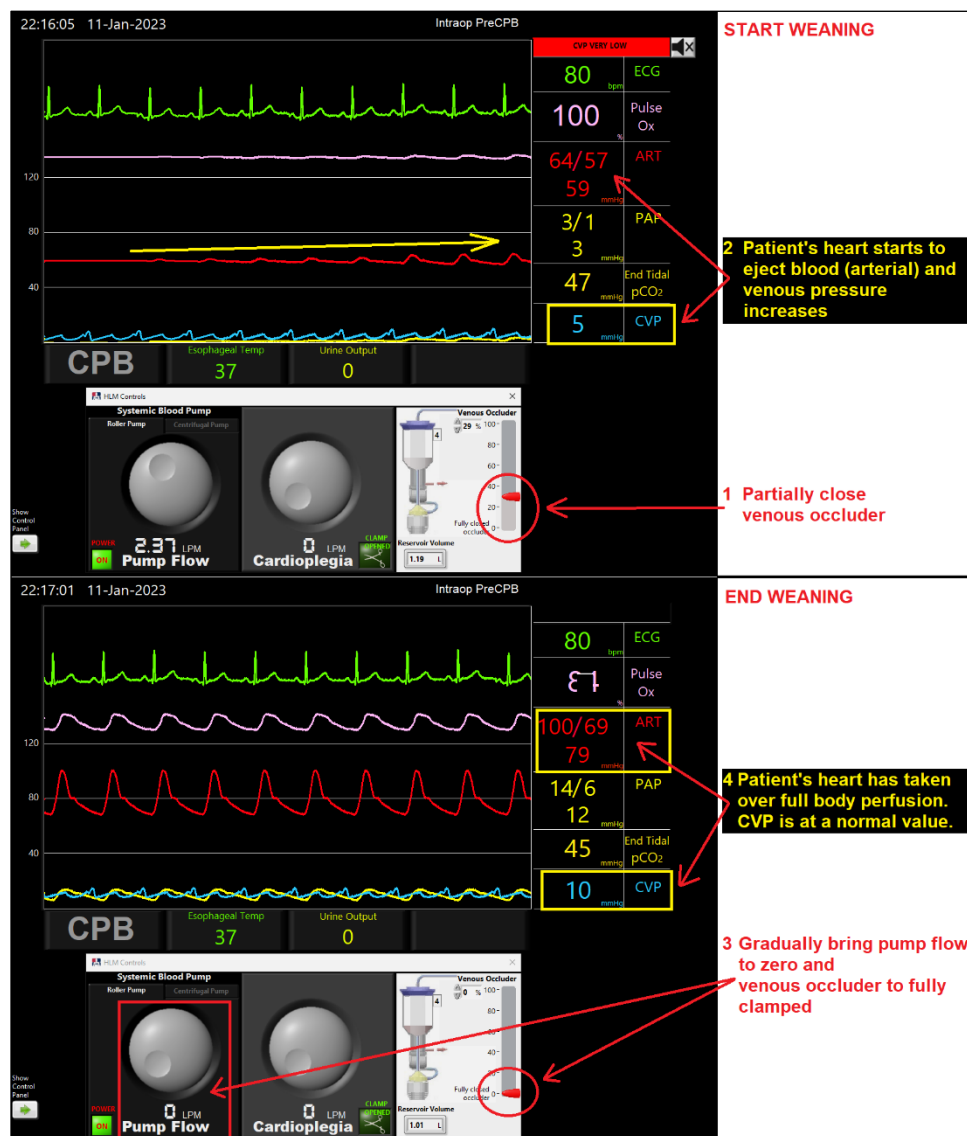 22:16:05 11-Jan-2023 Intraop PreCPB
START WEANING
CVP VERY LOW
80 bpm ECG
100 % Pulse Ox
120
64/57 ART
59 mmHg
80
3/1 PAP
3 mmHg
2 Patient's heart starts to
eject blood (arterial) and
venous pressure
increases
40
47 mmHg End Tidal pCO2
5 mmHg CVP
CPB
Esophageal Temp
37
Urine Output
0
HLM Controls
Systemic Blood Pump
Roller Pump Centrifugal Pump
Venous Occluder
29 %
4
100
80
60
40
20
0
Fully closed
occluder
1 Partially close
venous occluder
Show
Control
Panel
POWER
ON
2.37 LPM
Pump Flow
0 LPM
Cardioplegia
CLAMP
OPENED
Reservoir Volume
1.19 L
22:17:01 11-Jan-2023 Intraop PreCPB
END WEANING
80 bpm ECG
% Pulse Ox
120
100/69 ART
79 mmHg
80
14/6 PAP
12 mmHg
4 Patient's heart has taken
over full body perfusion.
CVP is at a normal value.
40
45 mmHg End Tidal pCO2
10 mmHg CVP
CPB
Esophageal Temp
37
Urine Output
0
3 Gradually bring pump flow
to zero and
venous occluder to fully
clamped
HLM Controls
Systemic Blood Pump
Roller Pump Centrifugal Pump
Venous Occluder
0 %
4
100
80
60
40
20
0
Fully closed
occluder
Show
Control
Panel
POWER
ON
0 LPM
Pump Flow
0 LPM
Cardioplegia
CLAMP
OPENED
Reservoir Volume
1.01 L